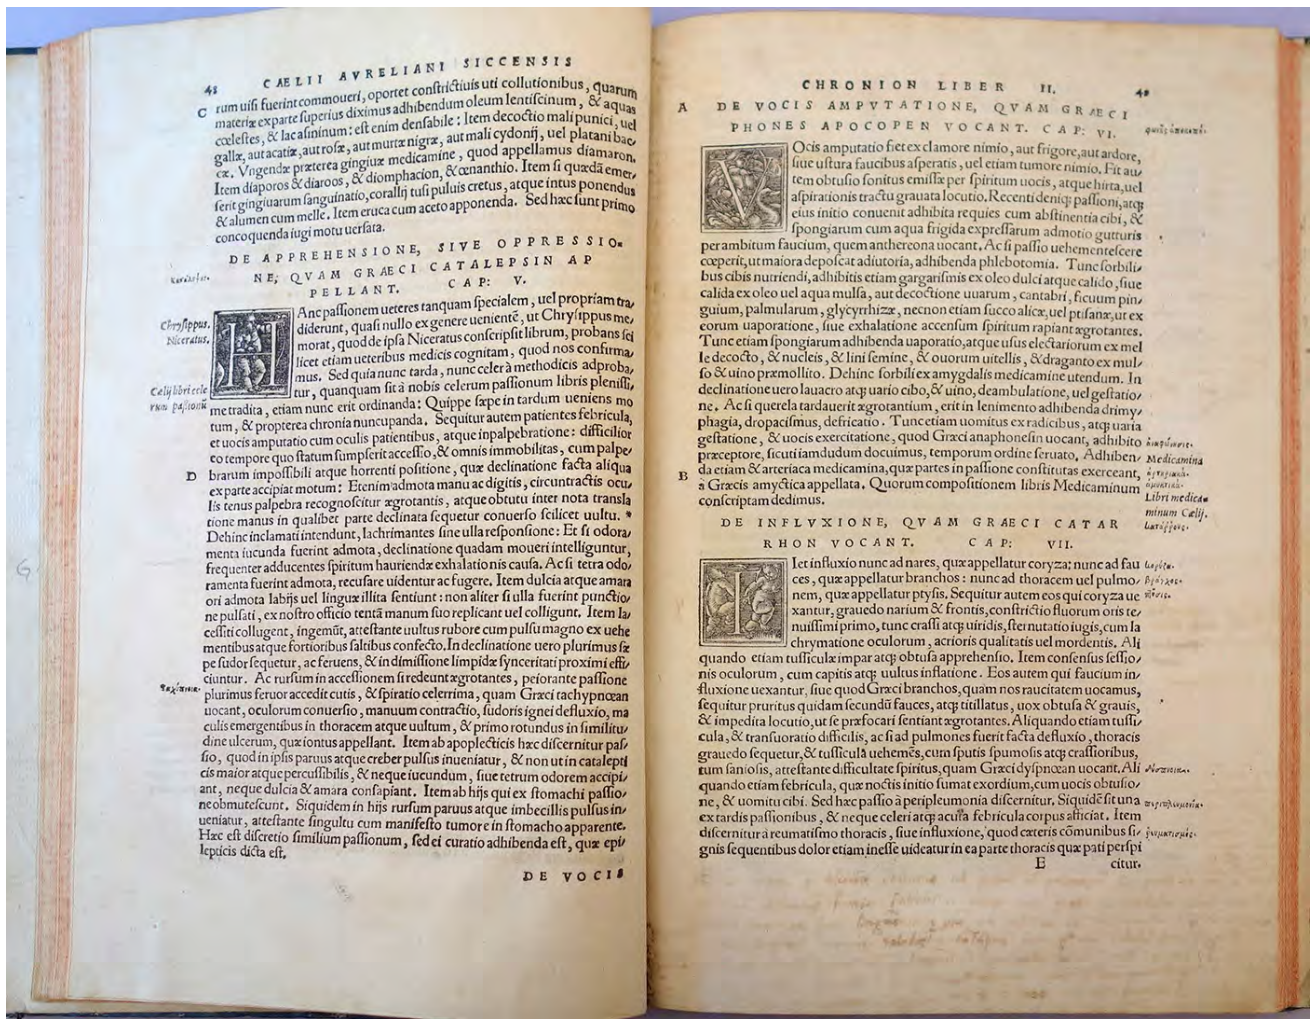 48 CAELII AVRELIANI SICCENSIS
C rum uisi fuerint commoueri, oportet constrictiuis uti collutionibus, quarum
materiæ ex parte superius diximus adhibendum oleum lentiscinum, & aquas
cœlestes, & lac asininum: est enim densabile: Item decoctio mali punici, uel
gallæ, aut acatiæ, aut rosæ, aut murtæ nigræ, aut mali cydonij, uel platani bac/
cæ. Vngendæ præterea gingiuæ medicamine, quod appellamus diamaron.
Item diaporos & diaroos, & diomphacion, & œnanthio. Item si quædã emer/
serit gingiuarum sanguinatio, corallij tusi puluis cretus, atque intus ponendus
& alumen cum melle. Item eruca cum aceto apponenda. Sed hæc sunt primo
concoquenda iugi motu uersata.
DE APPREHENSIONE, SIVE OPPRESSIO-
NE, QVAM GRAECI CATALEPSIN AP
PELLANT. CAP: V.
Chrysippus.
Niceratus.
Cælij libri cele
rum passionũ
HAnc passionem ueteres tanquam specialem, uel propriam tra/
diderunt, quasi nullo ex genere uenientẽ, ut Chrysippus me/
morat, quod de ipsa Niceratus conscripsit librum, probans sci
licet etiam ueteribus medicis cognitam, quod nos confirma/
mus. Sed quia nunc tarda, nunc celer à methodicis adproba/
tur, quanquam sit à nobis celerum passionum libris plenissi/
me tradita, etiam nunc erit ordinanda: Quippe sæpe in tardum ueniens mo
tum, & propterea chronia nuncupanda. Sequitur autem patientes febricula,
et uocis amputatio cum oculis patientibus, atque inpalpebratione: difficilior
eo tempore quo statum sumpserit accessio, & omnis immobilitas, cum palpe/
D brarum impossibili atque horrenti positione, quæ declinatione facta aliqua
ex parte accipiat motum: Etenim admota manu ac digitis, circuntractis ocu/
lis tenus palpebra recognoscitur ægrotantis, atque obtutu inter nota transla
tione manus in qualibet parte declinata sequetur conuerso scilicet uultu. *
Dehinc inclamati intendunt, lachrimantes sine ulla responsione: Et si odora/
menta iucunda fuerint admota, declinatione quadam moueri intelliguntur,
frequenter adducentes spiritum hauriendæ exhalationis causa. Ac si tetra odo/
ramenta fuerint admota, recusare uidentur ac fugere. Item dulcia atque amara
ori admota labijs uel linguæ illita sentiunt: non aliter si ulla fuerint punctio/
ne pulsati, ex nostro officio tentã manum suo replicant uel colligunt. Item la/
cessiti collugent, ingemũt, attestante uultus rubore cum pulsu magno ex uehe
mentibus atque fortioribus saltibus confecto. In declinatione uero plurimus sæ
pe sudor sequetur, ac feruens, & in dimissione limpidæ synceritati proximi effi/
ciuntur. Ac rursum in accessionem si redeunt ægrotantes, peiorante passione
plurimus feruor accedit cutis, & spiratio celerrima, quam Græci tachypnœan
uocant, oculorum conuersio, manuum contractio, sudoris ignei defluxio, ma
culis emergentibus in thoracem atque uultum, & primo rotundus in similitu/
dine ulcerum, quæ iontus appellant. Item ab apoplecticis hæc discernitur pas/
sio, quod in ipsis paruus atque creber pulsus inueniatur, & non ut in catalepti
cis maior atque percussibilis, & neque iucundum, siue tetrum odorem accipi/
ant, neque dulcia & amara consapiant. Item ab hijs qui ex stomachi passio/
ne obmutescunt. Siquidem in hijs rursum paruus atque imbecillis pulsus in/
ueniatur, attestante singultu cum manifesto tumore in stomacho apparente.
Hæc est discretio similium passionum, sed ei curatio adhibenda est, quæ epi/
lepticis dicta est.
DE VOCIS
CHRONION LIBER II. 48
A DE VOCIS AMPVTATIONE, QVAM GRAECI
PHONES APOCOPEN VOCANT. CAP: VI.
VOcis amputatio fiet ex clamore nimio, aut frigore, aut ardore,
siue ustura faucibus asperatis, uel etiam tumore nimio. Fit au/
tem obtusio sonitus emissæ per spiritum uocis, atque hirta, uel
aspirationis tractu grauata locutio. Recenti deniq; passioni, atq;
eius initio conuenit adhibita requies cum abstinentia cibi, &
spongiarum cum aqua frigida expressarum admotio gutturis
per ambitum faucium, quem anthereona uocant. Ac si passio uehementescere
cœperit, ut maiora deposcat adiutoria, adhibenda phlebotomia. Tunc sorbili/
bus cibis nutriendi, adhibitis etiam gargarismis ex oleo dulci atque calido, siue
calida ex oleo uel aqua mulsa, aut decoctione uuarum, cantabri, ficuum pin/
guium, palmularum, glycyrrhizæ, necnon etiam succo alicæ, uel ptisanæ, ut ex
eorum uaporatione, siue exhalatione accensum spiritum rapiant ægrotantes.
Tunc etiam spongiarum adhibenda uaporatio, atque usus electariorum ex mel
le decocto, & nucleis, & lini semine, & ouorum uitellis, & draganto ex mul/
so & uino præmollito. Dehinc sorbili ex amygdalis medicamine utendum. In
declinatione uero lauacro atq; uario cibo, & uino, deambulatione, uel gestatio/
ne. Ac si querela tardauerit ægrotantium, erit in lenimento adhibenda drimy/
phagia, dropacismus, defricatio. Tunc etiam uomitus ex radicibus, atq; uaria
gestatione, & uocis exercitatione, quod Græci anaphonesin uocant, adhibito
præceptore, sicuti iamdudum docuimus, temporum ordine seruato. Adhiben/
da etiam & arteriaca medicamina, quæ partes in passione constitutas exerceant,
B à Græcis amyctica appellata. Quorum compositionem libris Medicaminum
conscriptam dedimus.
Medicamina
Libri medica-
minum Cælij.
DE INFLVXIONE, QVAM GRAECI CATAR
RHON VOCANT. CAP: VII.
IIet influxio nunc ad nares, quæ appellatur coryza: nunc ad fau
ces, quæ appellatur branchos: nunc ad thoracem uel pulmo/
nem, quæ appellatur ptysis. Sequitur autem eos qui coryza ue
xantur, grauedo narium & frontis, constrictio fluorum oris te/
nuissimi primo, tunc crassi atq; uiridis, sternutatio iugis, cum la
chrymatione oculorum, acrioris qualitatis uel mordentis. Ali
quando etiam tussiculæ impar atq; obtusa apprehensio. Item consensus sessio/
nis oculorum, cum capitis atq; uultus inflatione. Eos autem qui faucium in/
fluxione uexantur, siue quod Græci branchos, quam nos raucitatem uocamus,
sequitur pruritus quidam secundũ fauces, atq; titillatus, uox obtusa & grauis,
& impedita locutio, ut se præfocari sentiant ægrotantes. Aliquando etiam tussi/
cula, & transuoratio difficilis, ac si ad pulmones fuerit facta defluxio, thoracis
grauedo sequetur, & tussiculã uehemẽs, cum sputis spumosis atq; crassioribus,
tum saniosis, attestante difficultate spiritus, quam Græci dyspnœan uocant. Ali
quando etiam febricula, quæ noctis initio sumat exordium, cum uocis obtusio/
ne, & uomitu cibi. Sed hæc passio à peripleumonia discernitur. Siquidẽ sit una
ex tardis passionibus, & neque celeri atq; acuta febricula corpus afficiat. Item
discernitur à reumatismo thoracis, siue influxione, quod cæteris cõmunibus si/
gnis sequentibus dolor etiam inesse uideatur in ea parte thoracis quæ pati perspi
E citur.